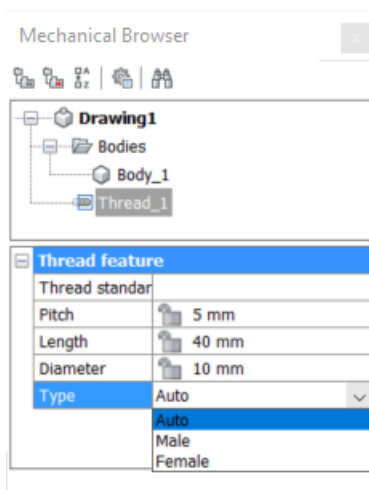 Mechanical Browser
Drawing1
Bodies
Body_1
Thread_1
Thread feature
Thread standar
Pitch 5 mm
Length 40 mm
Diameter 10 mm
Type Auto
Auto
Male
Female